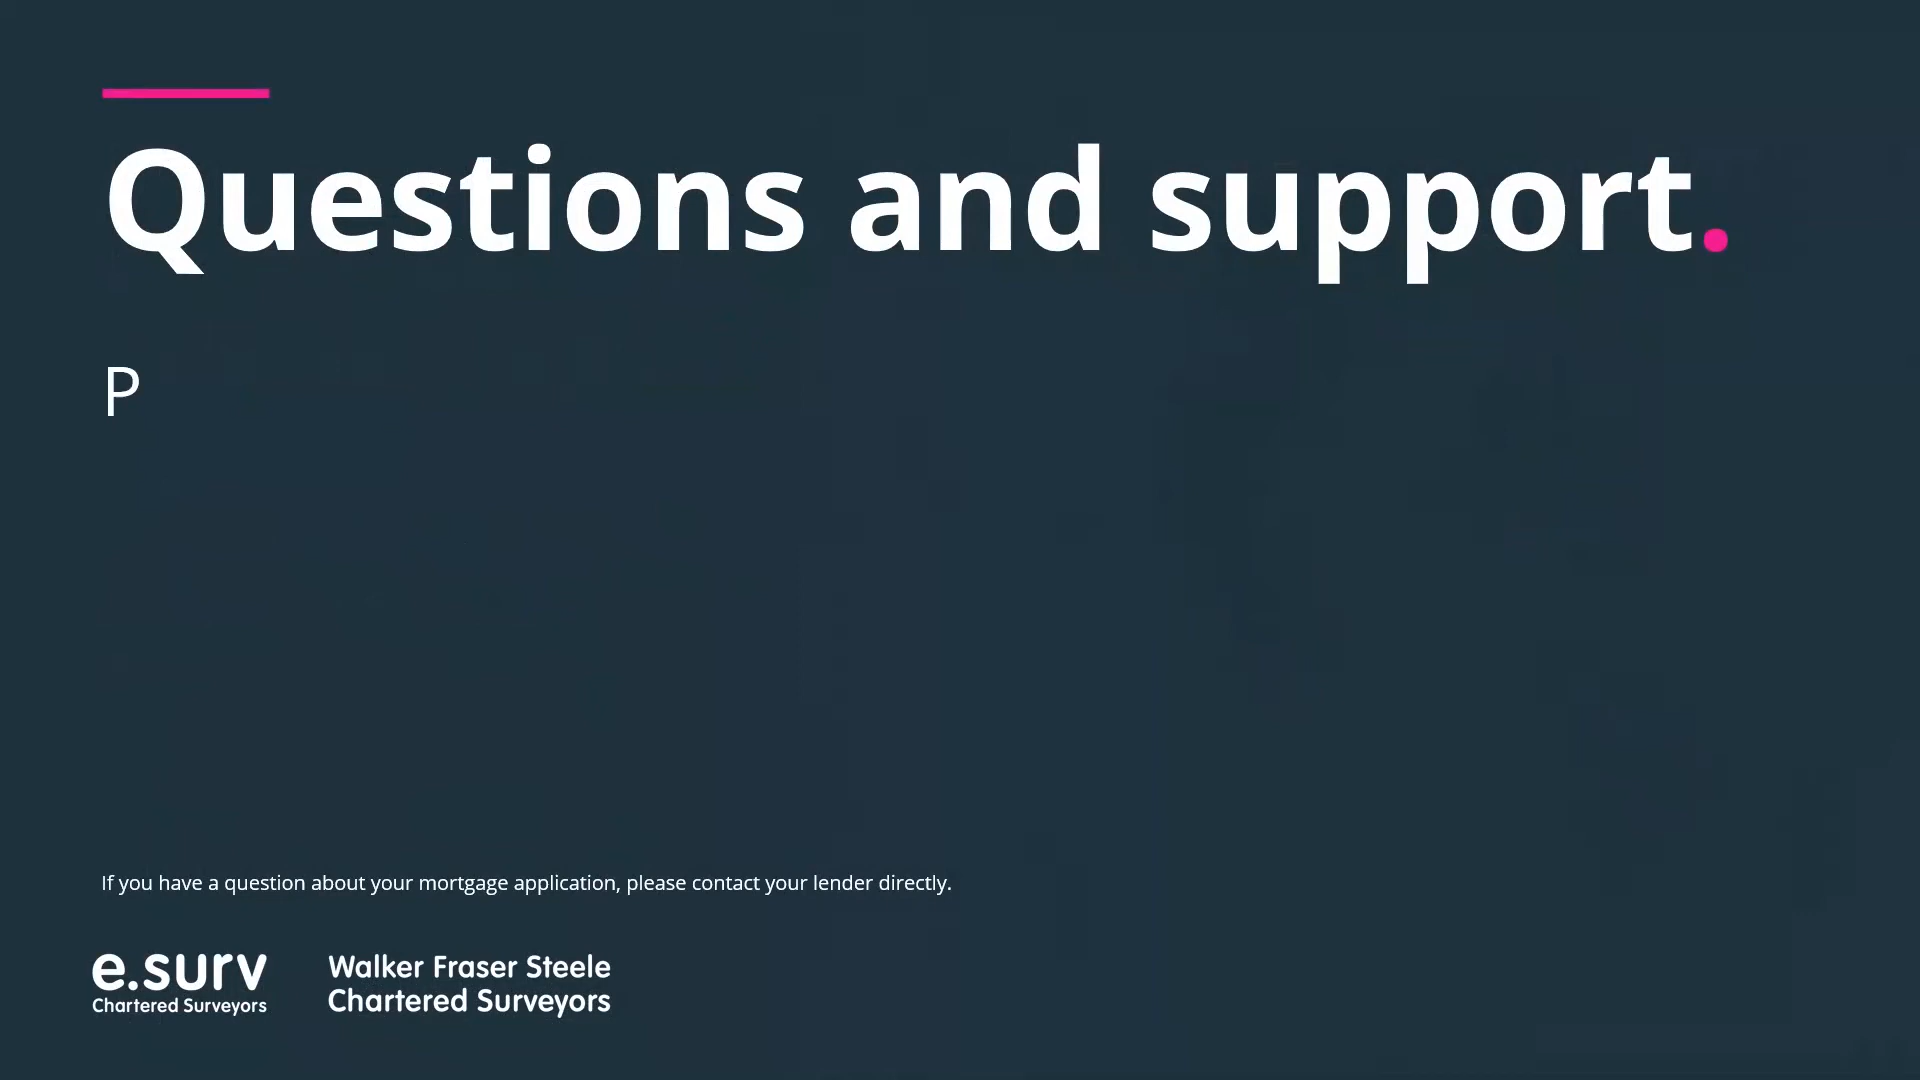 Questions and support.
P
If you have a question about your mortgage application, please contact your lender directly.
e.surv
Chartered Surveyors
Walker Fraser Steele
Chartered Surveyors